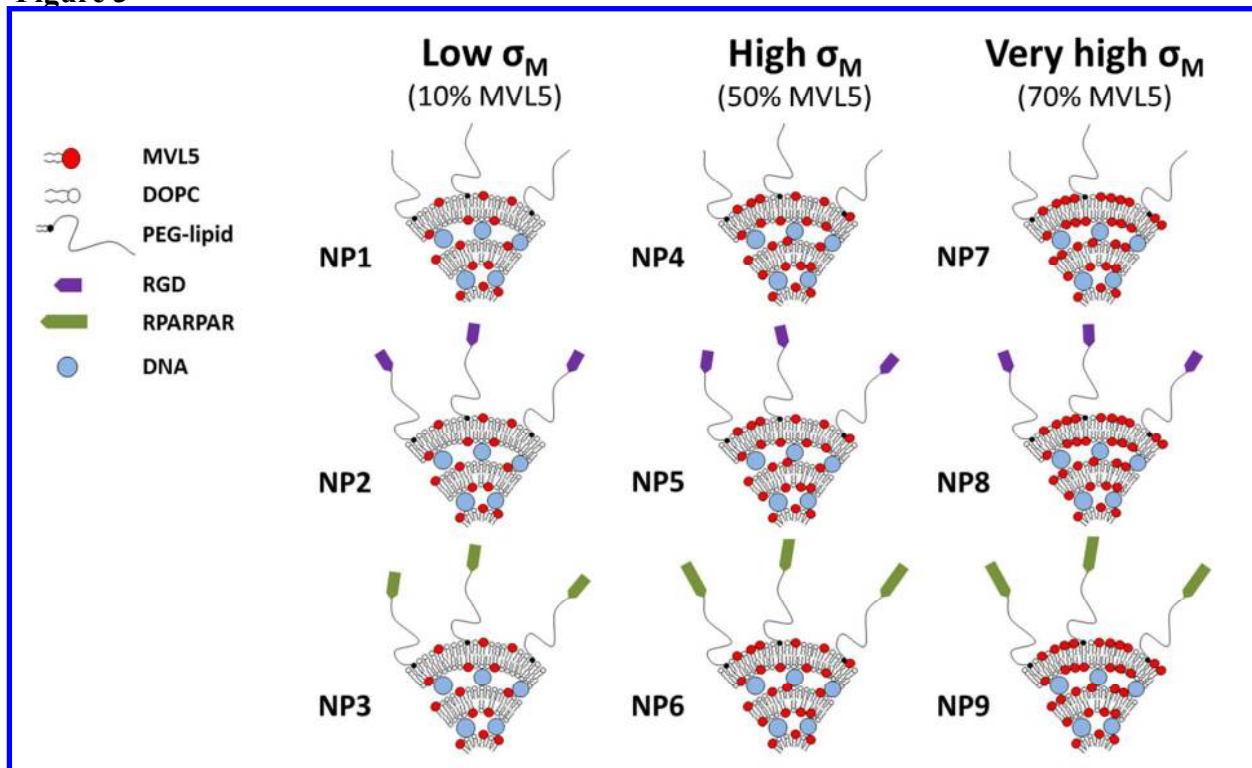 Low σM
(10% MVL5)
High σM
(50% MVL5)
Very high σM
(70% MVL5)
MVL5
DOPC
PEG-lipid
RGD
RPARPAR
DNA
NP1
NP4
NP7
NP2
NP5
NP8
NP3
NP6
NP9